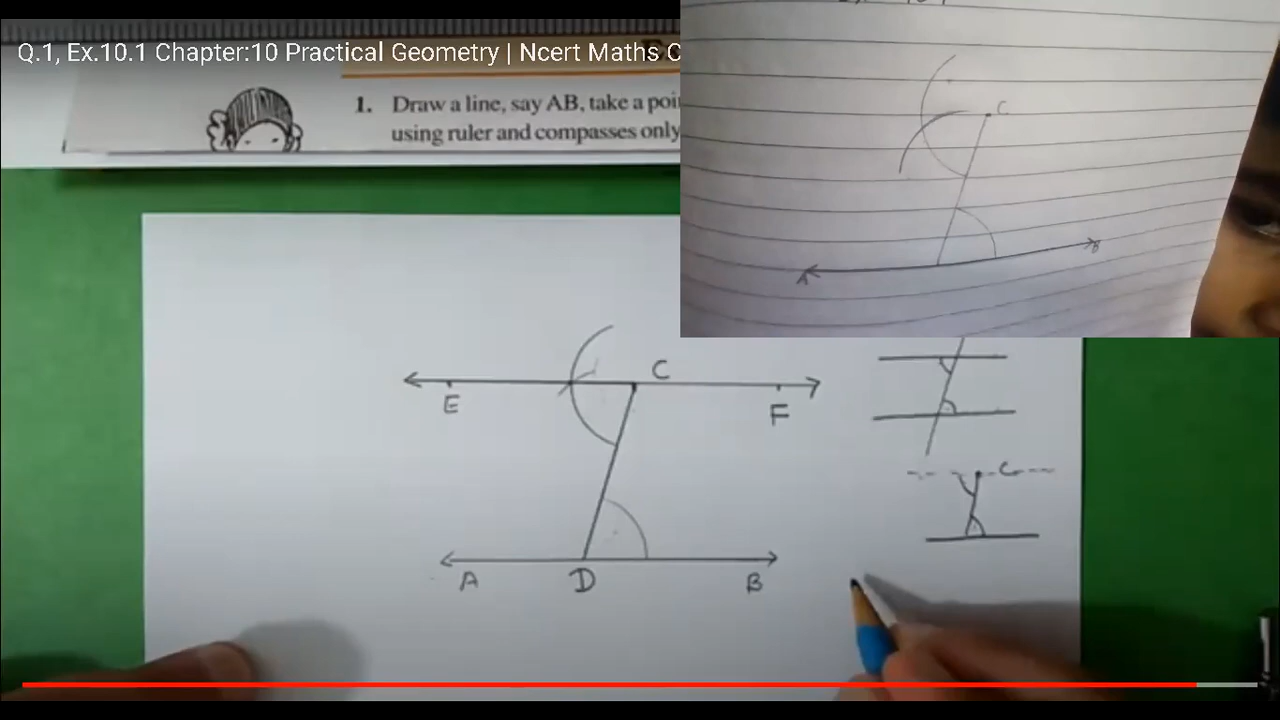 Q.1, Ex.10.1 Chapter:10 Practical Geometry | Ncert Maths C
1. Draw a line, say AB, take a poi
using ruler and compasses only
C
A
B
C
E
F
C
A
D
B